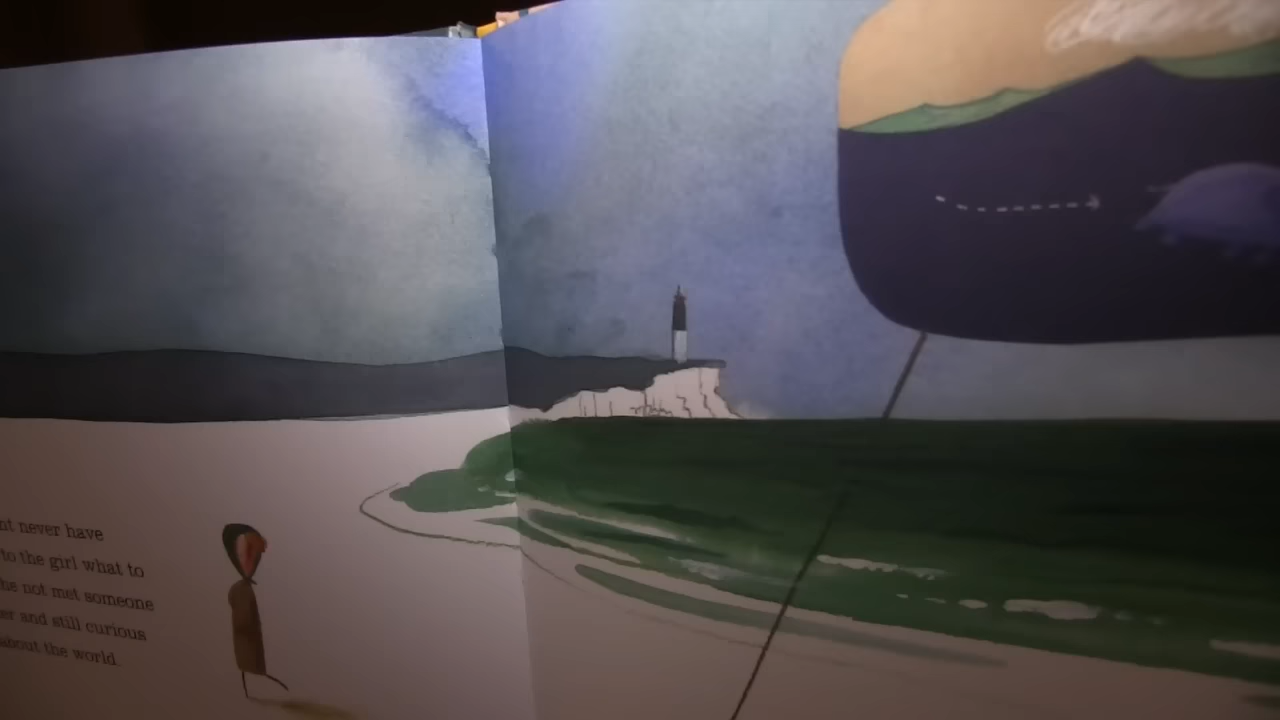 nt never have
to the girl what to
he not met someone
er and still curious
about the world.